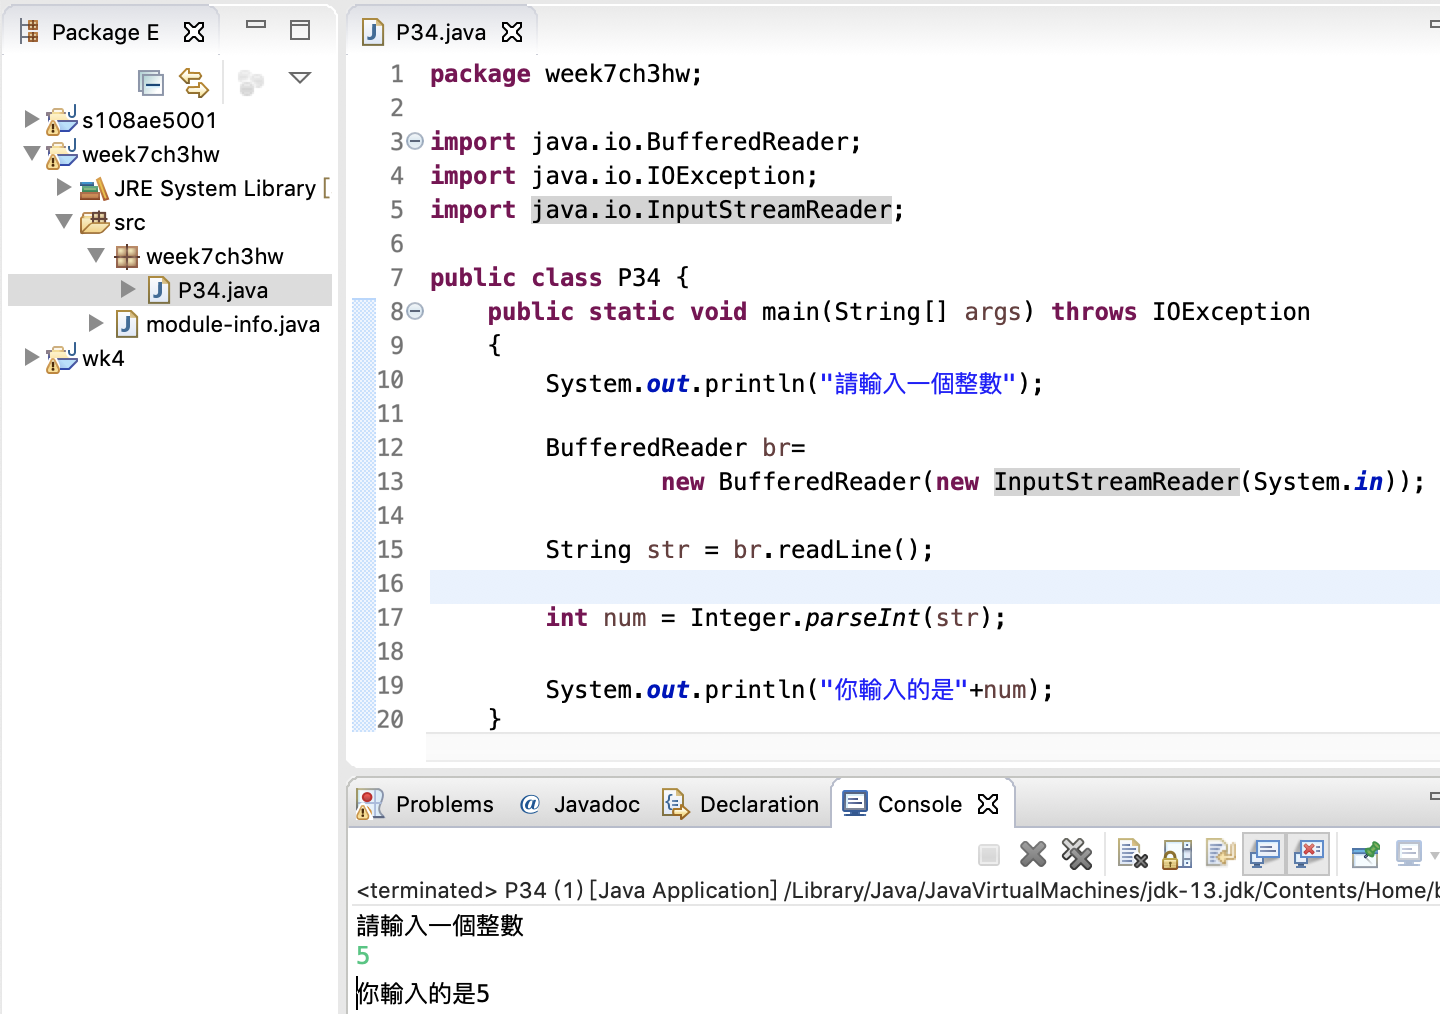 Package E
s108ae5001
week7ch3hw
JRE System Library [
src
week7ch3hw
P34.java
module-info.java
wk4
P34.java
1 package week7ch3hw;
2
3 import java.io.BufferedReader;
4 import java.io.IOException;
5 import java.io.InputStreamReader;
6
7 public class P34 {
8 public static void main(String[] args) throws IOException
9 {
10 System.out.println("請輸入一個整數");
11
12 BufferedReader br=
13 new BufferedReader(new InputStreamReader(System.in));
14
15 String str = br.readLine();
16
17 int num = Integer.parseInt(str);
18
19 System.out.println("你輸入的是"+num);
20 }
Problems @ Javadoc Declaration Console
<terminated> P34 (1) [Java Application] /Library/Java/JavaVirtualMachines/jdk-13.jdk/Contents/Home/b
請輸入一個整數
5
你輸入的是5